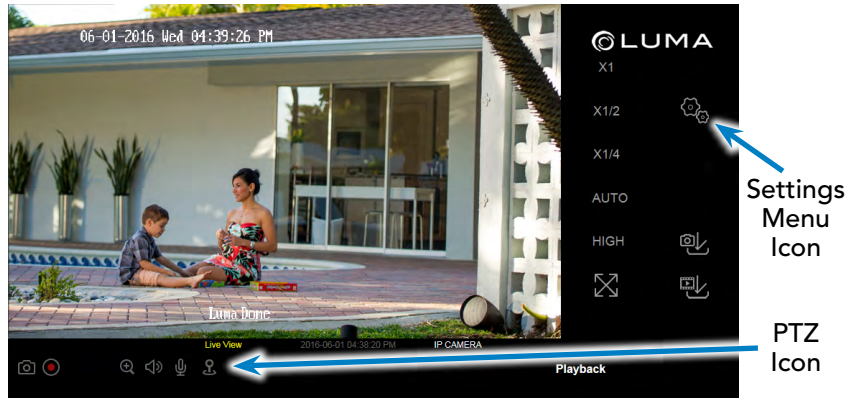 06-01-2016 Wed 04:39:26 PM
LUMA
X1
X1/2
X1/4
AUTO
HIGH
Settings
Menu
Icon
Luma Dome
Live View 2016-06-01 04:38:20 PM IP CAMERA
Playback
PTZ
Icon